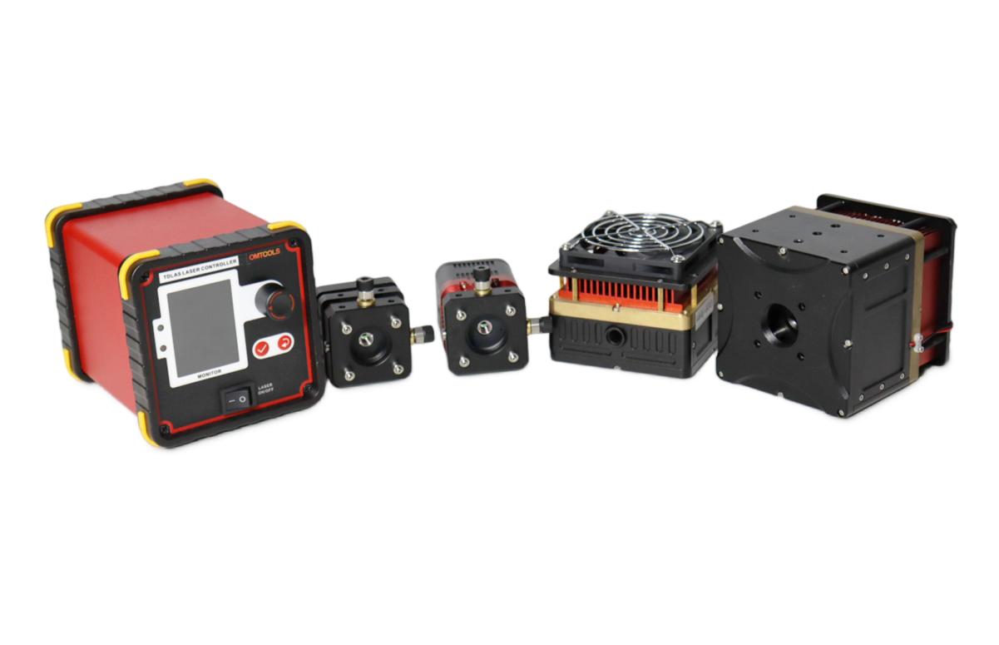 OMTOOLS
TDLAS LASER CONTROLLER
MONITOR
LASER
ON/OFF